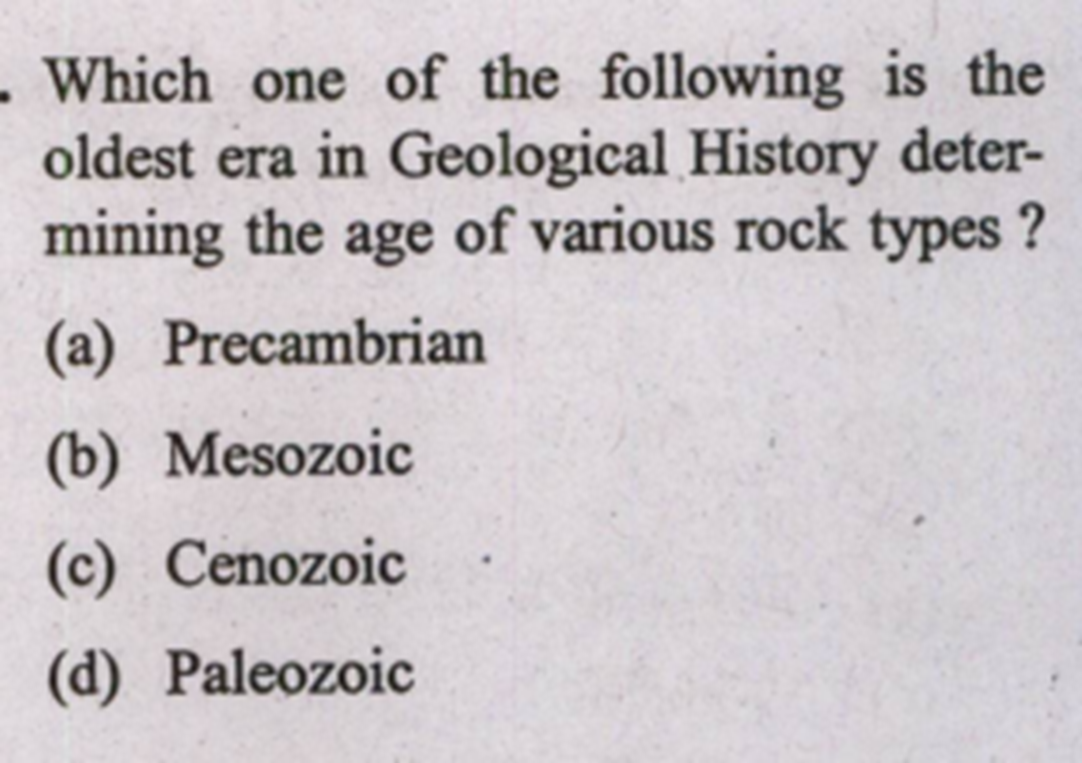 . Which one of the following is the
oldest era in Geological History deter-
mining the age of various rock types ?
(a) Precambrian
(b) Mesozoic
(c) Cenozoic
(d) Paleozoic